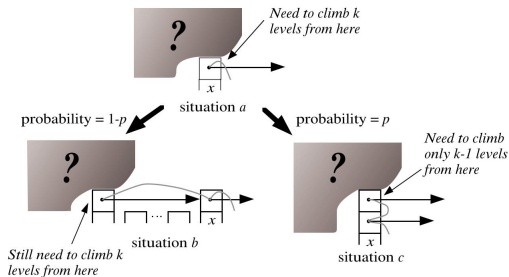 ?
Need to climb k
levels from here
x
situation a
probability = 1-p
probability = p
?
x
situation b
Still need to climb k
levels from here
?
Need to climb
only k-1 levels
from here
x
situation c